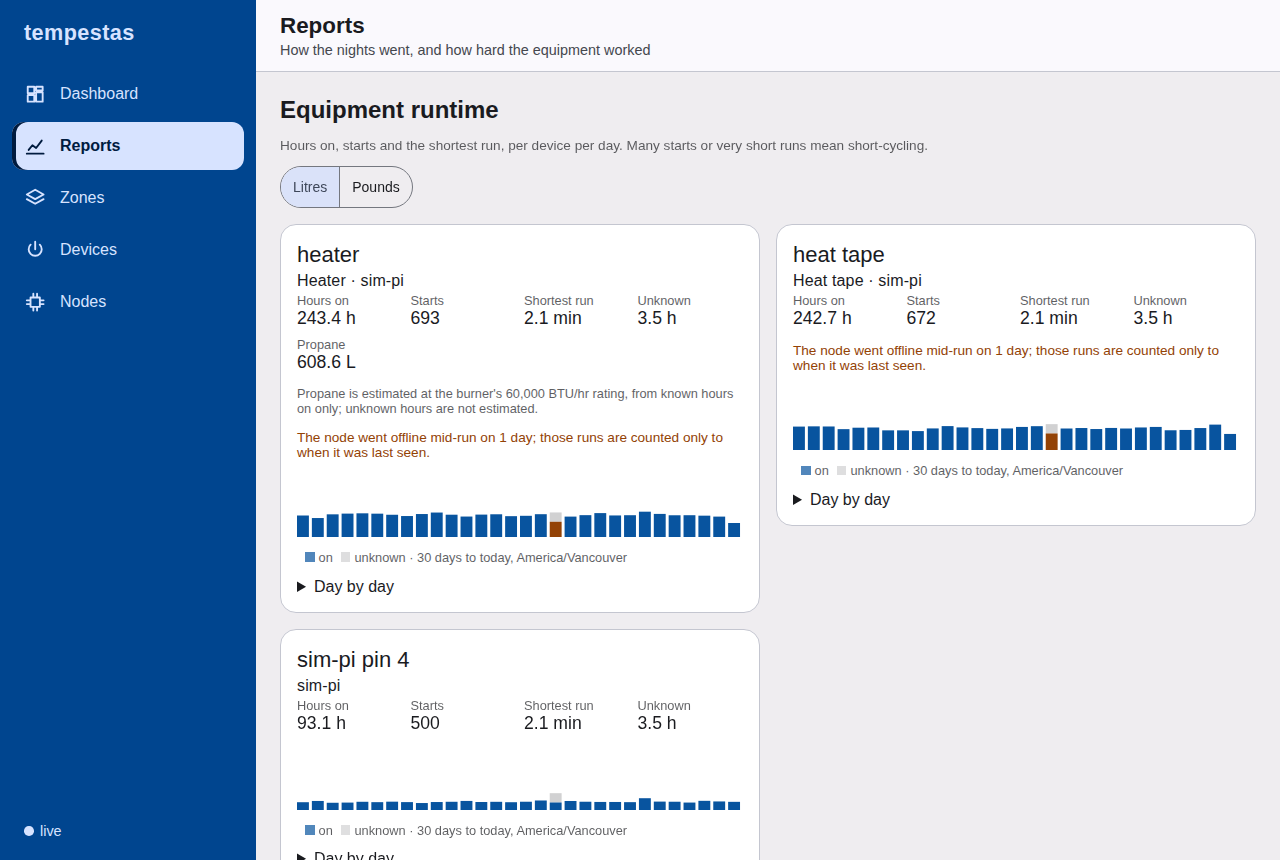 tempestas
Dashboard
Reports
Zones
Devices
Nodes
live
Reports
How the nights went, and how hard the equipment worked
Equipment runtime
Hours on, starts and the shortest run, per device per day. Many starts or very short runs mean short-cycling.
Litres Pounds
heater
Heater · sim-pi
Hours on Starts Shortest run Unknown
243.4 h 693 2.1 min 3.5 h
Propane
608.6 L
Propane is estimated at the burner's 60,000 BTU/hr rating, from known hours
on only; unknown hours are not estimated.
The node went offline mid-run on 1 day; those runs are counted only to
when it was last seen.
on unknown · 30 days to today, America/Vancouver
Day by day
heat tape
Heat tape · sim-pi
Hours on Starts Shortest run Unknown
242.7 h 672 2.1 min 3.5 h
The node went offline mid-run on 1 day; those runs are counted only to
when it was last seen.
on unknown · 30 days to today, America/Vancouver
Day by day
sim-pi pin 4
sim-pi
Hours on Starts Shortest run Unknown
93.1 h 500 2.1 min 3.5 h
on unknown · 30 days to today, America/Vancouver
Day by day